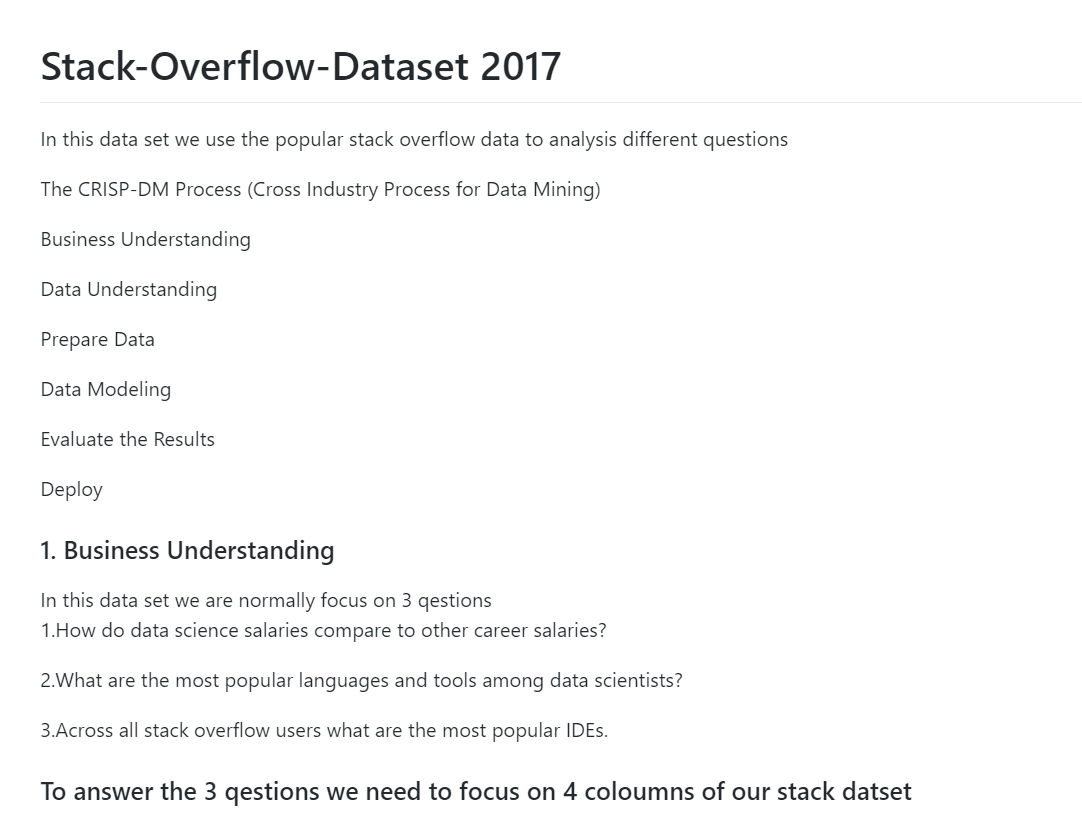 Stack-Overflow-Dataset 2017
In this data set we use the popular stack overflow data to analysis different questions
The CRISP-DM Process (Cross Industry Process for Data Mining)
Business Understanding
Data Understanding
Prepare Data
Data Modeling
Evaluate the Results
Deploy
1. Business Understanding
In this data set we are normally focus on 3 qestions
1.How do data science salaries compare to other career salaries?
2.What are the most popular languages and tools among data scientists?
3.Across all stack overflow users what are the most popular IDEs.
To answer the 3 qestions we need to focus on 4 coloumns of our stack datset